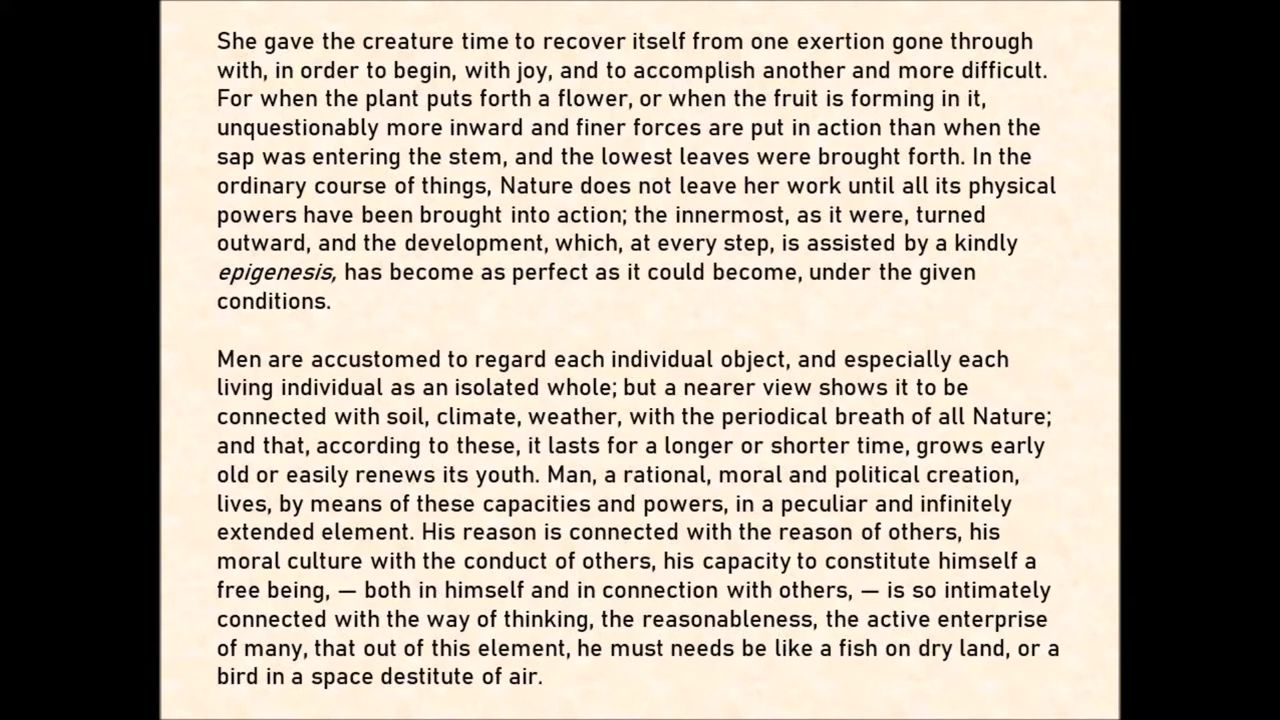 She gave the creature time to recover itself from one exertion gone through
with, in order to begin, with joy, and to accomplish another and more difficult.
For when the plant puts forth a flower, or when the fruit is forming in it,
unquestionably more inward and finer forces are put in action than when the
sap was entering the stem, and the lowest leaves were brought forth. In the
ordinary course of things, Nature does not leave her work until all its physical
powers have been brought into action; the innermost, as it were, turned
outward, and the development, which, at every step, is assisted by a kindly
epigenesis, has become as perfect as it could become, under the given
conditions.
Men are accustomed to regard each individual object, and especially each
living individual as an isolated whole; but a nearer view shows it to be
connected with soil, climate, weather, with the periodical breath of all Nature;
and that, according to these, it lasts for a longer or shorter time, grows early
old or easily renews its youth. Man, a rational, moral and political creation,
lives, by means of these capacities and powers, in a peculiar and infinitely
extended element. His reason is connected with the reason of others, his
moral culture with the conduct of others, his capacity to constitute himself a
free being, — both in himself and in connection with others, — is so intimately
connected with the way of thinking, the reasonableness, the active enterprise
of many, that out of this element, he must needs be like a fish on dry land, or a
bird in a space destitute of air.